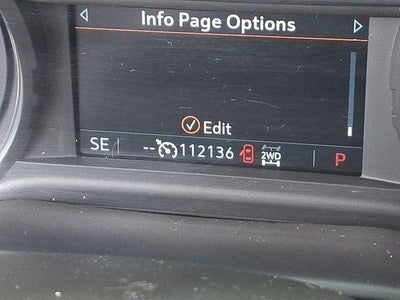 Info Page Options
Edit
SE -- 112136 2WD P